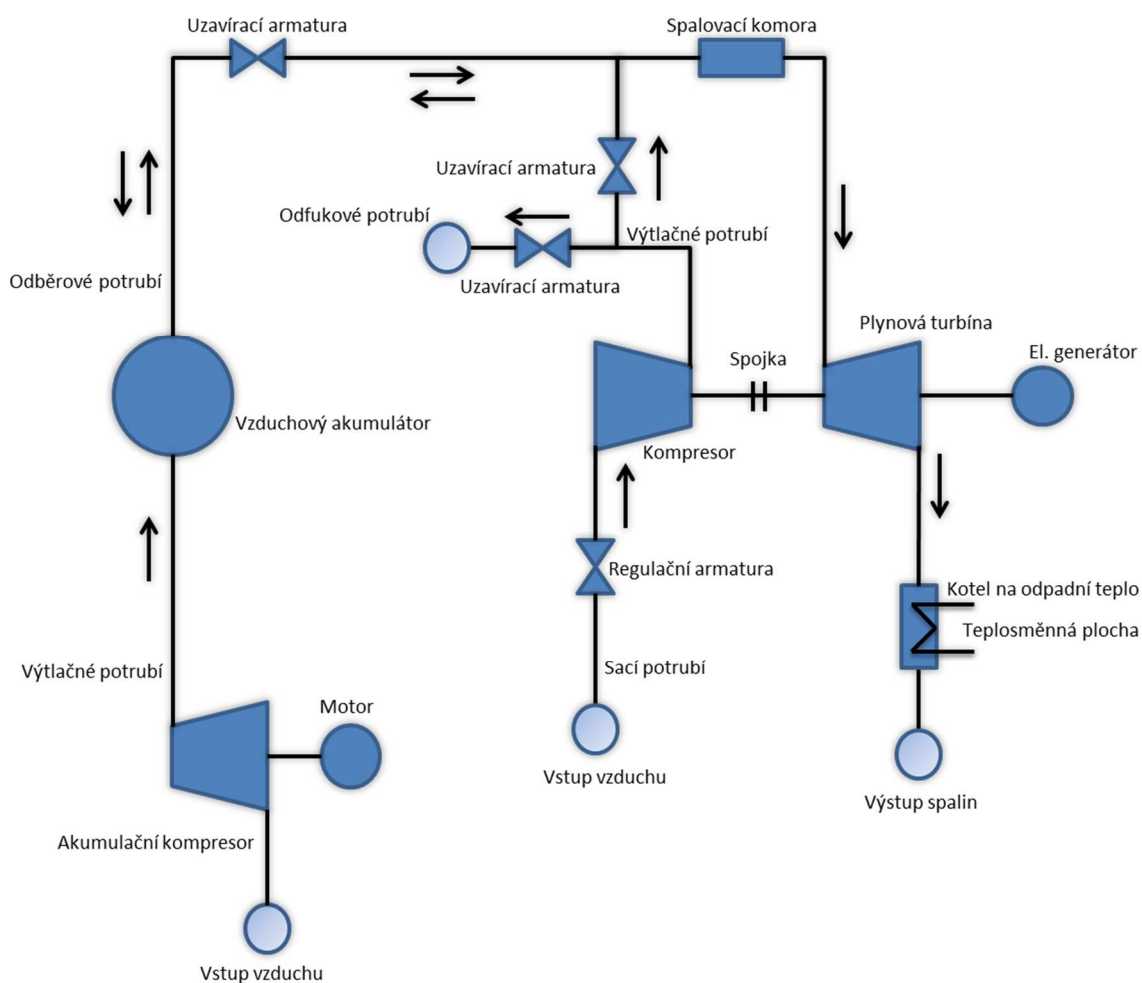 Uzavírací armatura
Spalovací komora
Uzavírací armatura
Odfukové potrubí
Výtlačné potrubí
Odběrové potrubí
Uzavírací armatura
Plynová turbína
Spojka
El. generátor
Vzduchový akumulátor
Kompresor
Regulační armatura
Kotel na odpadní teplo
Teplosměnná plocha
Výtlačné potrubí
Sací potrubí
Motor
Vstup vzduchu
Výstup spalin
Akumulační kompresor
Vstup vzduchu